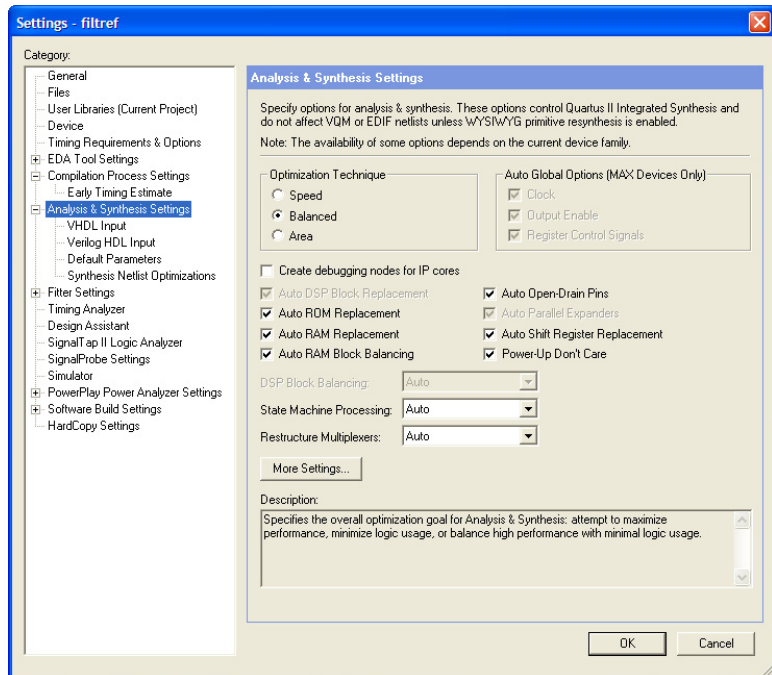 Settings - filtref
Category:
General
Files
User Libraries (Current Project)
Device
Timing Requirements & Options
EDA Tool Settings
Compilation Process Settings
Early Timing Estimate
Analysis & Synthesis Settings
VHDL Input
Verilog HDL Input
Default Parameters
Synthesis Netlist Optimizations
Fitter Settings
Timing Analyzer
Design Assistant
SignalTap II Logic Analyzer
SignalProbe Settings
Simulator
PowerPlay Power Analyzer Settings
Software Build Settings
HardCopy Settings
Analysis & Synthesis Settings
Specify options for analysis & synthesis. These options control Quartus II Integrated Synthesis and
do not affect VQM or EDIF netlists unless WYSIWYG primitive resynthesis is enabled.
Note: The availability of some options depends on the current device family.
Optimization Technique
Speed
Balanced
Area
Auto Global Options (MAX Devices Only)
Clock
Output Enable
Register Control Signals
Create debugging nodes for IP cores
Auto DSP Block Replacement
Auto ROM Replacement
Auto RAM Replacement
Auto RAM Block Balancing
Auto Open-Drain Pins
Auto Parallel Expanders
Auto Shift Register Replacement
Power-Up Don't Care
DSP Block Balancing: Auto
State Machine Processing: Auto
Restructure Multiplexers: Auto
More Settings...
Description:
Specifies the overall optimization goal for Analysis & Synthesis: attempt to maximize
performance, minimize logic usage, or balance high performance with minimal logic usage.
OK Cancel